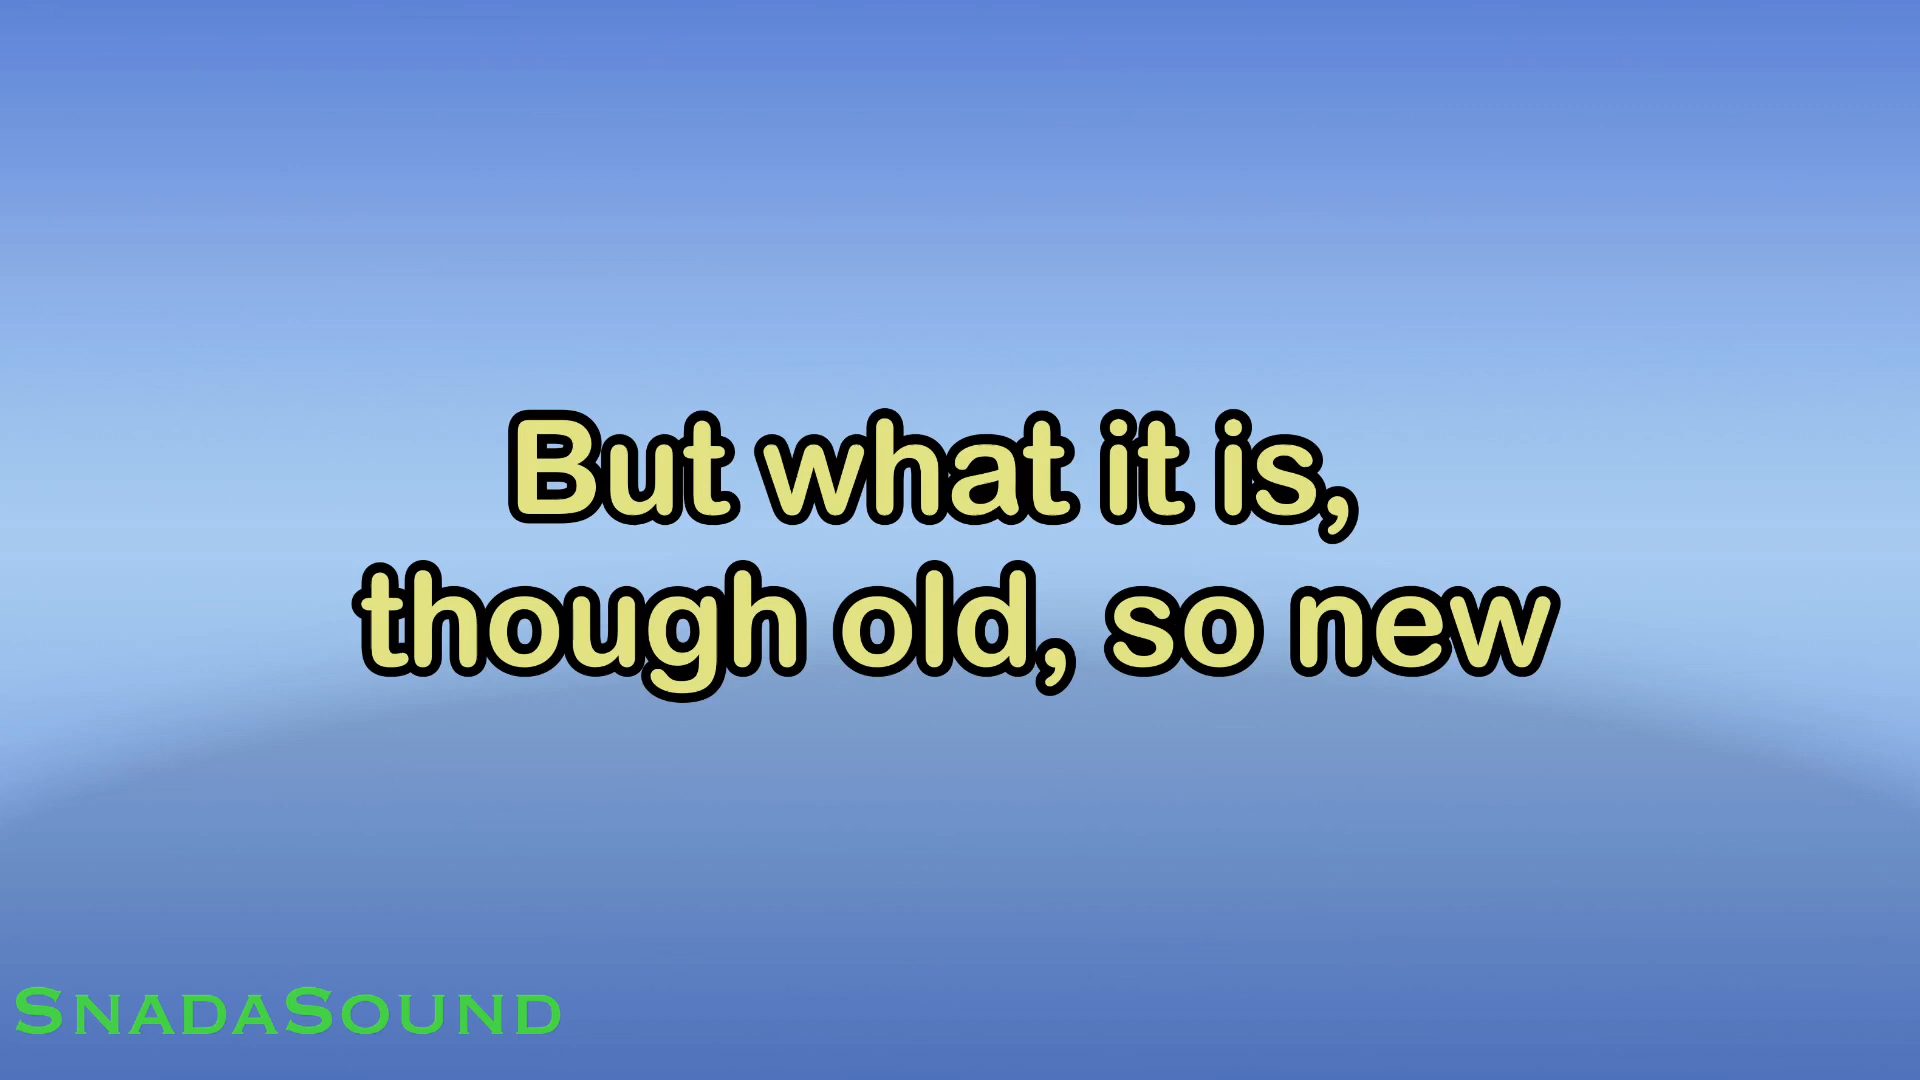 But what it is,
though old, so new
SnadaSound